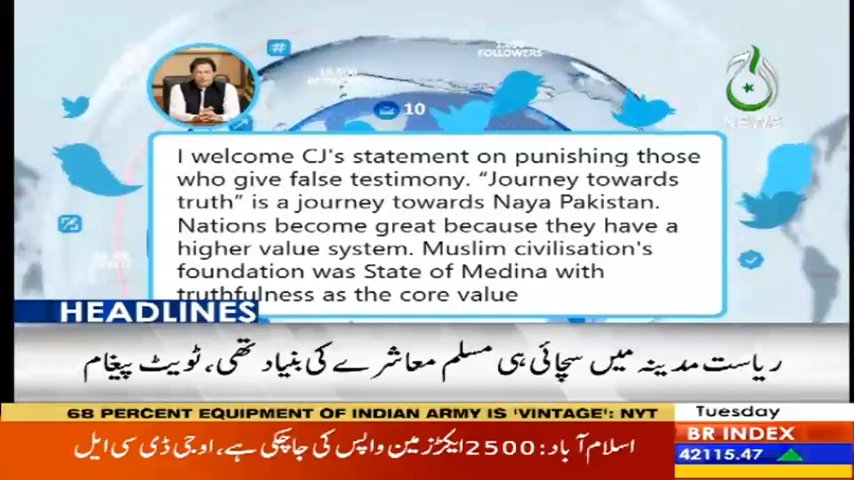 1,090
FOLLOWERS
10
NEWS
I welcome CJ's statement on punishing those
who give false testimony. “Journey towards
truth” is a journey towards Naya Pakistan.
Nations become great because they have a
higher value system. Muslim civilisation's
foundation was State of Medina with
truthfulness as the core value
HEADLINES
ریاست مدینہ میں سچائی ہی مسلم معاشرے کی بنیاد تھی، ٹویٹ پیغام
68 PERCENT EQUIPMENT OF INDIAN ARMY IS 'VINTAGE': NYT
Tuesday
اسلام آباد: 2500 ایکڑ زمین واپس کی جاچکی ہے، او جی ڈی سی ایل
BR INDEX
42115.47